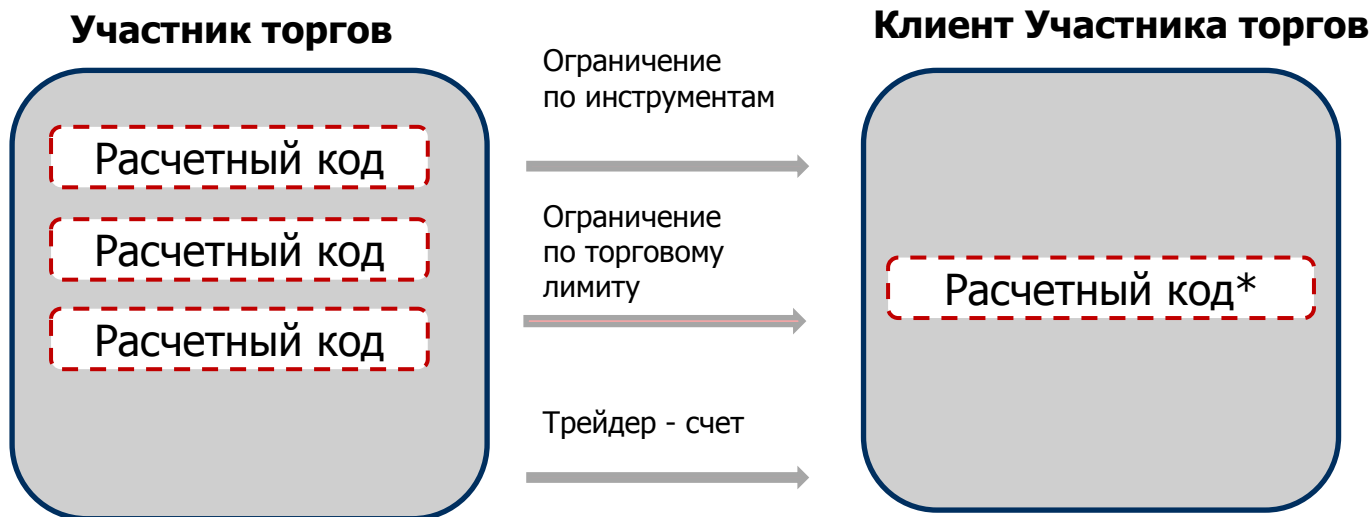 Участник торгов
Клиент Участника торгов
Расчетный код
Расчетный код
Расчетный код
Ограничение
по инструментам
Ограничение
по торговому
лимиту
Трейдер - счет
Расчетный код*